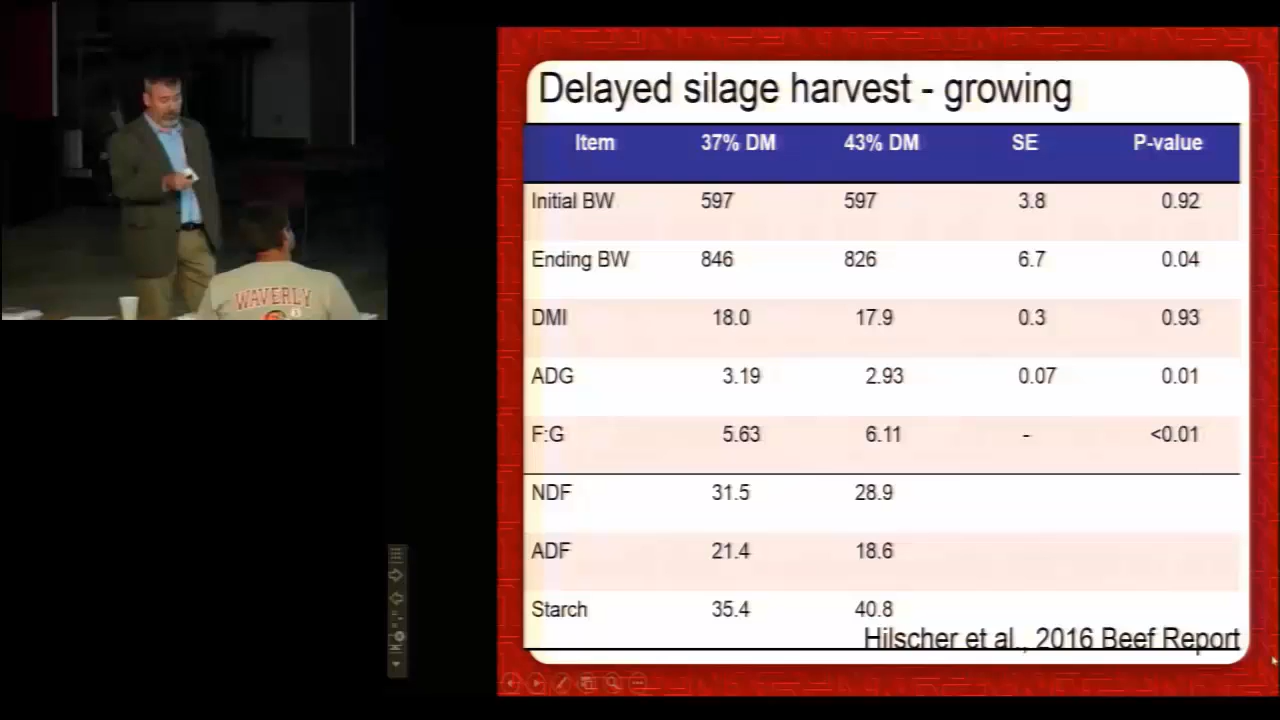 WAVERLY
Delayed silage harvest - growing
Item 37% DM 43% DM SE P-value
Initial BW 597 597 3.8 0.92
Ending BW 846 826 6.7 0.04
DMI 18.0 17.9 0.3 0.93
ADG 3.19 2.93 0.07 0.01
F:G 5.63 6.11 - <0.01
NDF 31.5 28.9
ADF 21.4 18.6
Starch 35.4 40.8
Hilscher et al., 2016 Beef Report